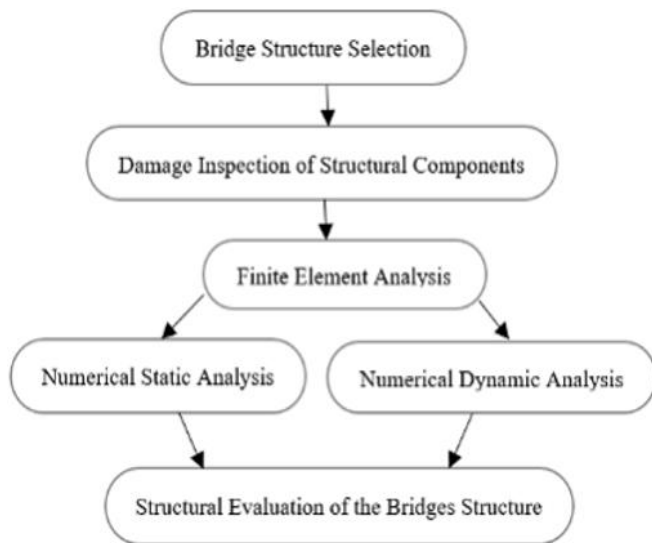 Bridge Structure Selection
Damage Inspection of Structural Components
Finite Element Analysis
Numerical Static Analysis
Numerical Dynamic Analysis
Structural Evaluation of the Bridges Structure